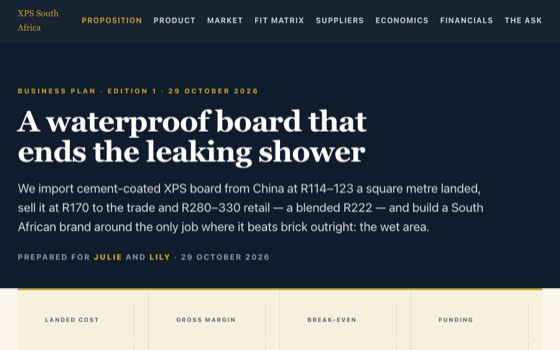 XPS South
Africa
PROPOSITION PRODUCT MARKET FIT MATRIX SUPPLIERS ECONOMICS FINANCIALS THE ASK
BUSINESS PLAN · EDITION 1 · 29 OCTOBER 2026
A waterproof board that
ends the leaking shower
We import cement-coated XPS board from China at R114–123 a square metre landed,
sell it at R170 to the trade and R280–330 retail — a blended R222 — and build a South
African brand around the only job where it beats brick outright: the wet area.
PREPARED FOR JULIE AND LILY · 29 OCTOBER 2026
LANDED COST GROSS MARGIN BREAK-EVEN FUNDING